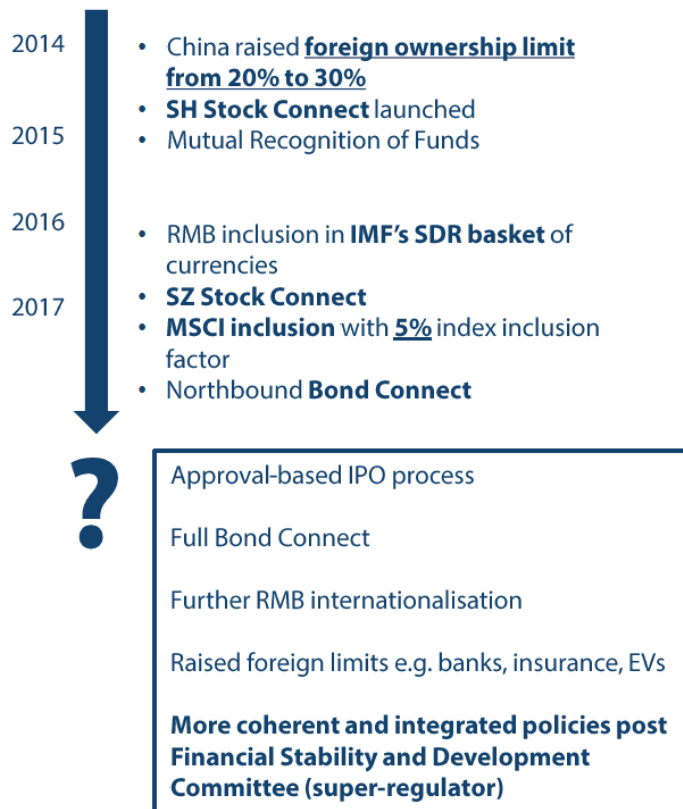 2014
• China raised foreign ownership limit
from 20% to 30%
• SH Stock Connect launched
2015
• Mutual Recognition of Funds
2016
• RMB inclusion in IMF's SDR basket of
currencies
• SZ Stock Connect
2017
• MSCI inclusion with 5% index inclusion
factor
• Northbound Bond Connect
?
Approval-based IPO process
Full Bond Connect
Further RMB internationalisation
Raised foreign limits e.g. banks, insurance, EVs
More coherent and integrated policies post
Financial Stability and Development
Committee (super-regulator)